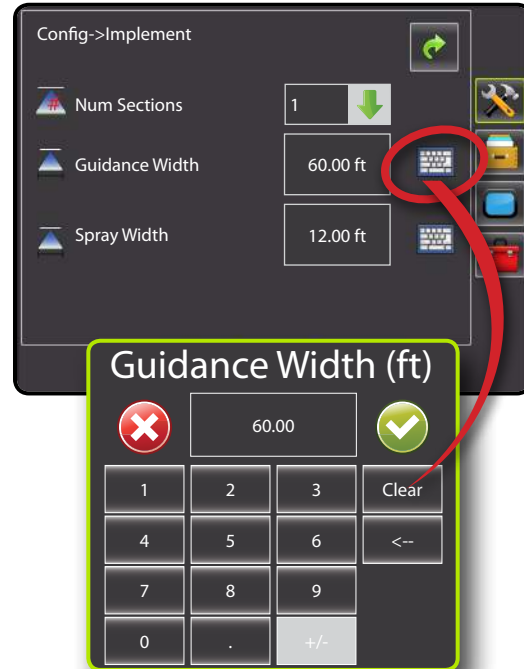 Config->Implement
Num Sections
1
Guidance Width
60.00 ft
Spray Width
12.00 ft
Guidance Width (ft)
60.00
1 2 3 Clear
4 5 6 <--
7 8 9
0 . +/-